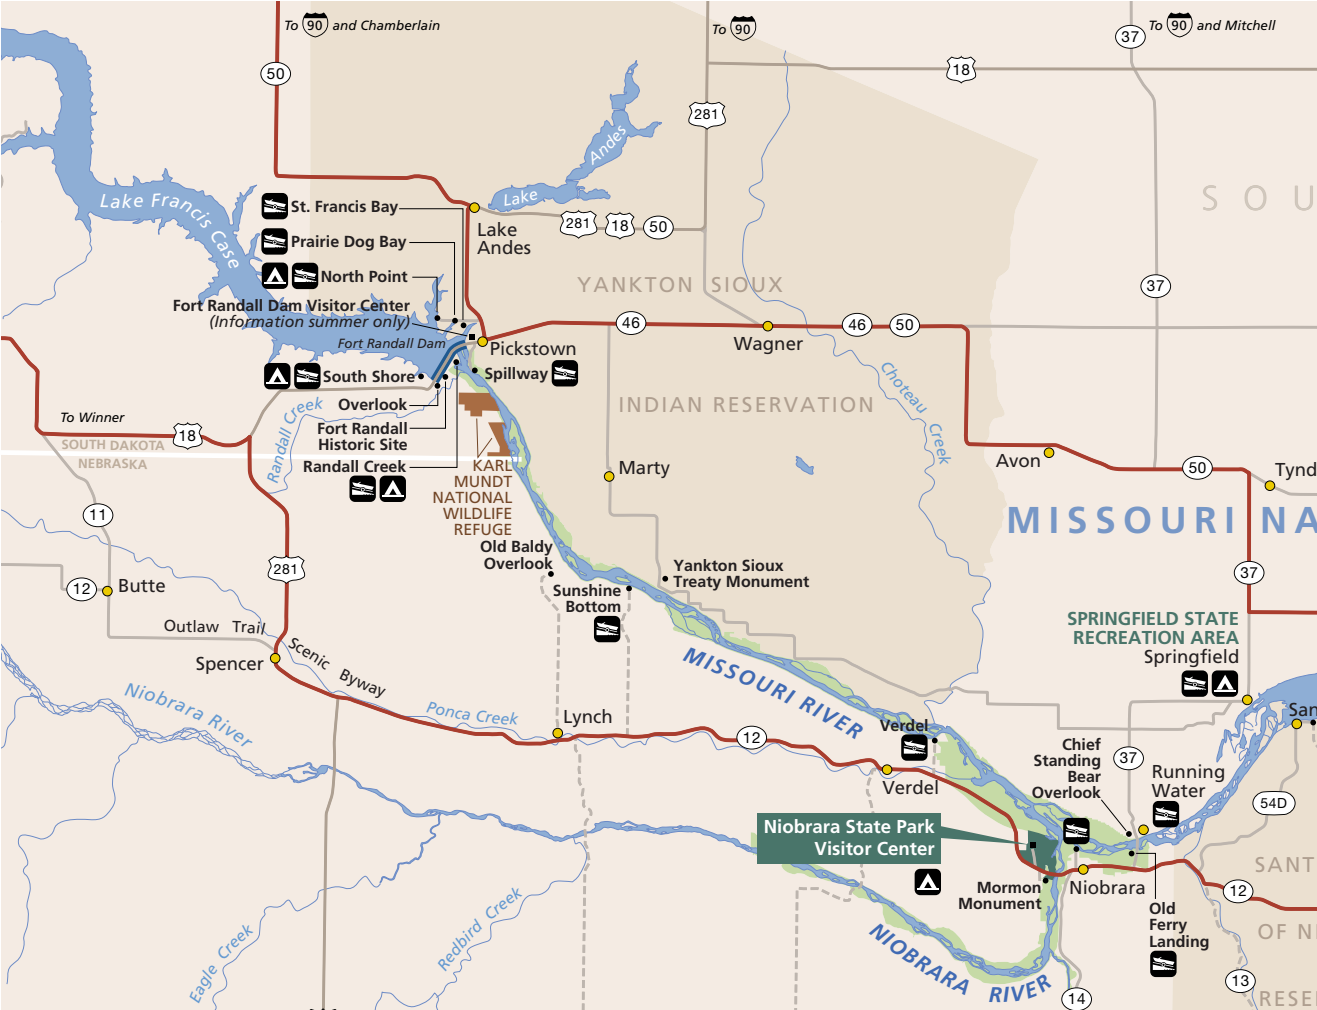 To 90 and Chamberlain
To 90
To 90 and Mitchell
37
50
18
281
Lake Andes
Lake Francis Case
St. Francis Bay
Lake
Andes
281 18 50
S O U
Prairie Dog Bay
North Point
YANKTON SIOUX
37
Fort Randall Dam Visitor Center
(Information summer only)
46
46
50
Fort Randall Dam
Pickstown
Wagner
South Shore
Spillway
Choteau Creek
Overlook
INDIAN RESERVATION
Randall Creek
To Winner
18
Fort Randall
Historic Site
SOUTH DAKOTA
NEBRASKA
Randall Creek
KARL
MUNDT
NATIONAL
WILDLIFE
REFUGE
Marty
Avon
50
Tynd
11
MISSOURI NA
Old Baldy
Overlook
281
Yankton Sioux
Treaty Monument
37
12
Butte
Sunshine
Bottom
Outlaw Trail
Scenic Byway
SPRINGFIELD STATE
RECREATION AREA
Springfield
Spencer
MISSOURI RIVER
Niobrara River
Ponca Creek
Lynch
12
Verdel
San
Chief
Standing
Bear
Overlook
37
Running
Water
Verdel
54D
Niobrara State Park
Visitor Center
SANT
Mormon
Monument
Niobrara
12
Old
Ferry
Landing
OF NE
NIOBRARA RIVER
Eagle Creek
Redbird Creek
13
14
RESE